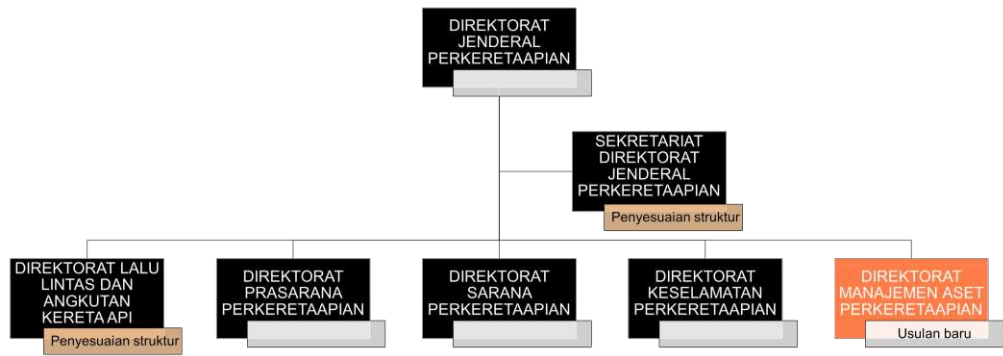 DIREKTORAT
JENDERAL
PERKERETAAPIAN
SEKRETARIAT
DIREKTORAT
JENDERAL
PERKERETAAPIAN
Penyesuaian struktur
DIREKTORAT LALU
LINTAS DAN
ANGKUTAN
KERETA API
Penyesuaian struktur
DIREKTORAT
PRASARANA
PERKERETAAPIAN
DIREKTORAT
SARANA
PERKERETAAPIAN
DIREKTORAT
KESELAMATAN
PERKERETAAPIAN
DIREKTORAT
MANAJEMEN ASET
PERKERETAAPIAN
Usulan baru